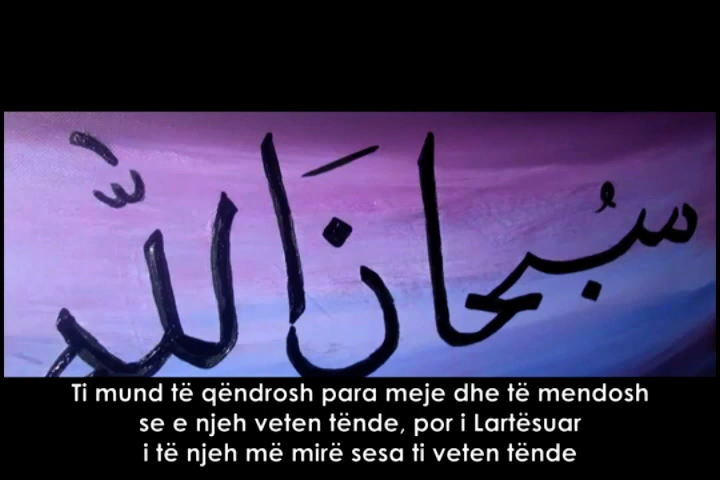 سُبحانَ اللّٰه
Ti mund të qëndrosh para meje dhe të mendosh
se e njeh veten tënde, por i Lartësuar
i të njeh më mirë sesa ti veten tënde